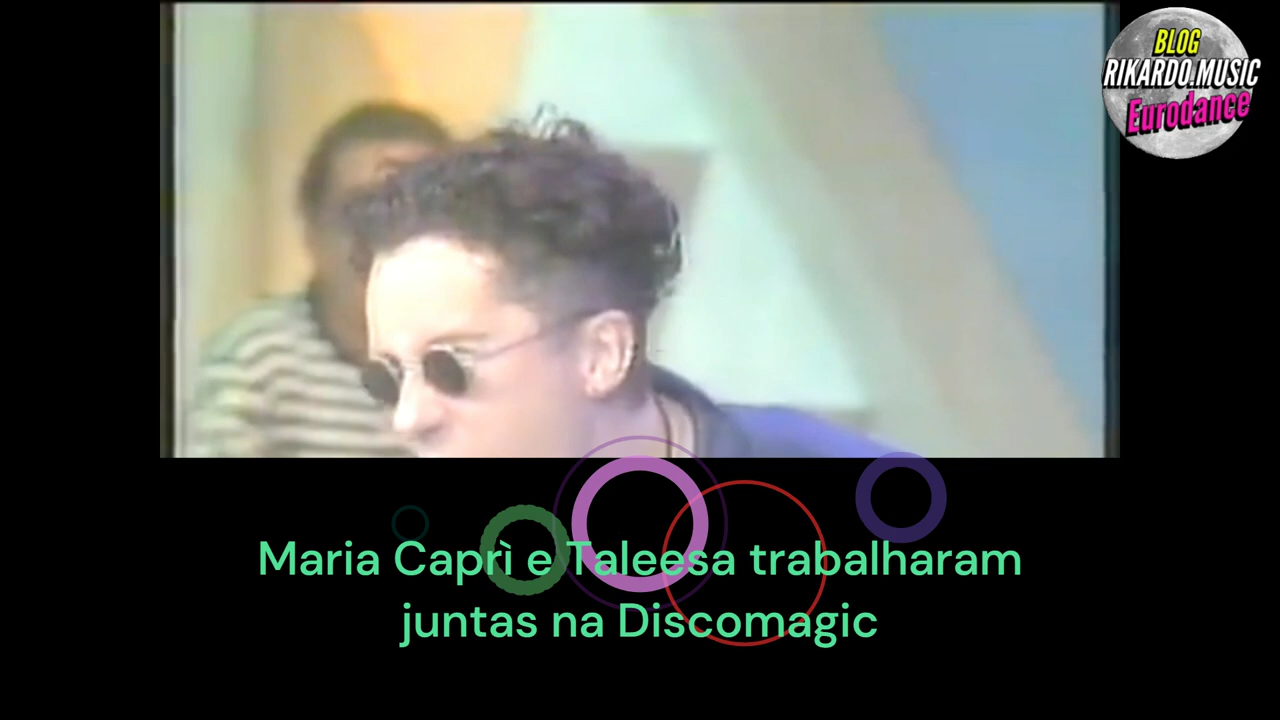 BLOG
RIKARDO.MUSIC
Eurodance
Maria Caprì e Taleesa trabalharam
juntas na Discomagic